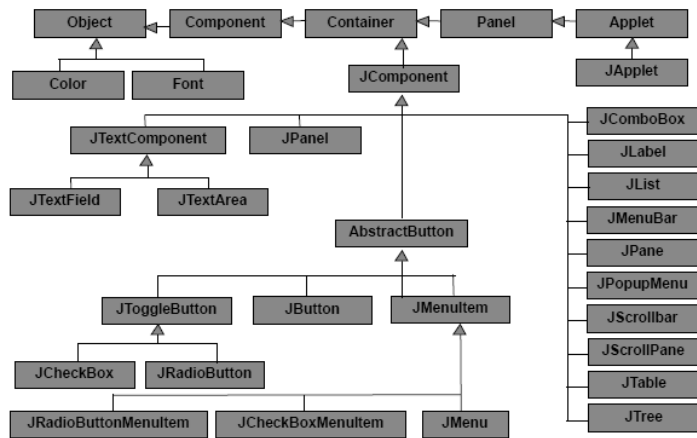 Object
Component
Container
Panel
Applet
Color
Font
JComponent
JApplet
JTextComponent
JPanel
JComboBox
JLabel
JTextField
JTextArea
JList
JMenuBar
AbstractButton
JPane
JPopupMenu
JToggleButton
JButton
JMenuItem
JScrollbar
JScrollPane
JCheckBox
JRadioButton
JTable
JRadioButtonMenuItem
JCheckBoxMenuItem
JMenu
JTree